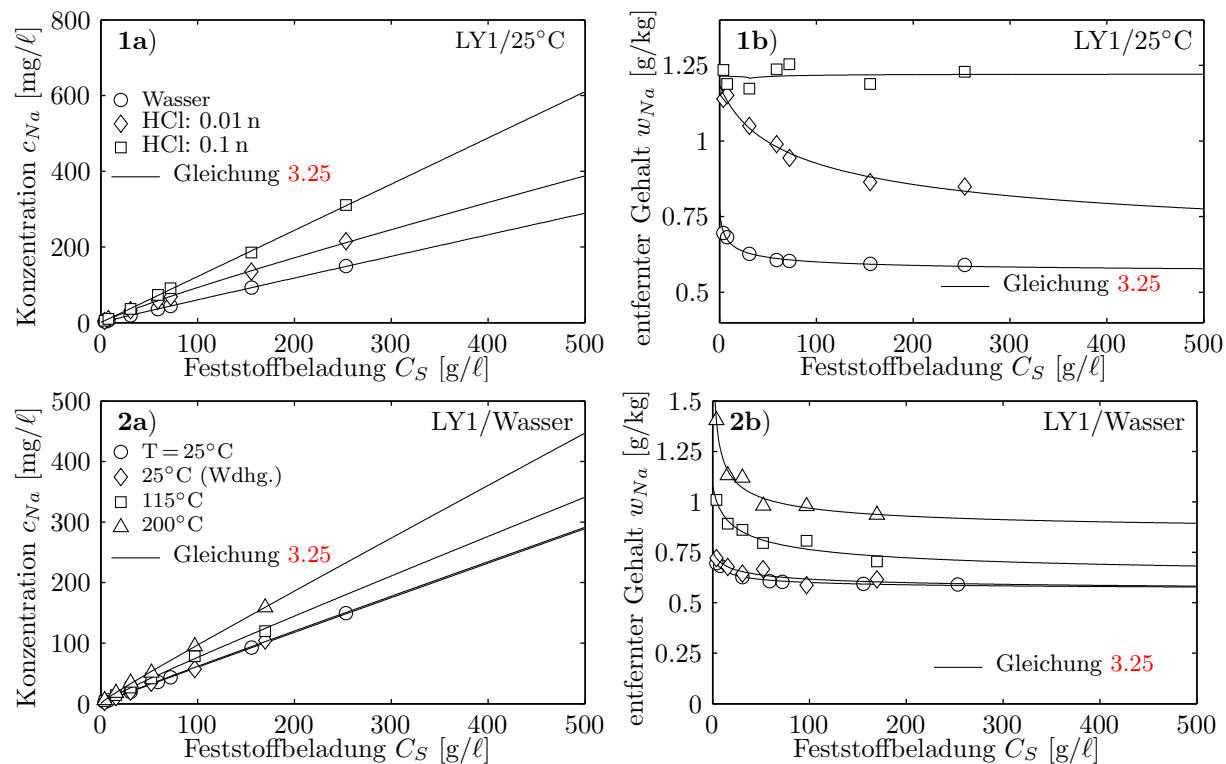 1a)
LY1/25°C
Konzentration c_Na [mg/ℓ]
800
600
400
200
0
Wasser
HCl: 0.01 n
HCl: 0.1 n
Gleichung 3.25
0 100 200 300 400 500
Feststoffbeladung C_S [g/ℓ]
1b)
LY1/25°C
entfernter Gehalt w_Na [g/kg]
1.5
1.25
1
0.75
0.5
Gleichung 3.25
0 100 200 300 400 500
Feststoffbeladung C_S [g/ℓ]
2a)
LY1/Wasser
Konzentration c_Na [mg/ℓ]
500
400
300
200
100
0
T = 25°C
25°C (Wdhg.)
115°C
200°C
Gleichung 3.25
0 100 200 300 400 500
Feststoffbeladung C_S [g/ℓ]
2b)
LY1/Wasser
entfernter Gehalt w_Na [g/kg]
1.5
1.25
1
0.75
0.5
0.25
0
Gleichung 3.25
0 100 200 300 400 500
Feststoffbeladung C_S [g/ℓ]